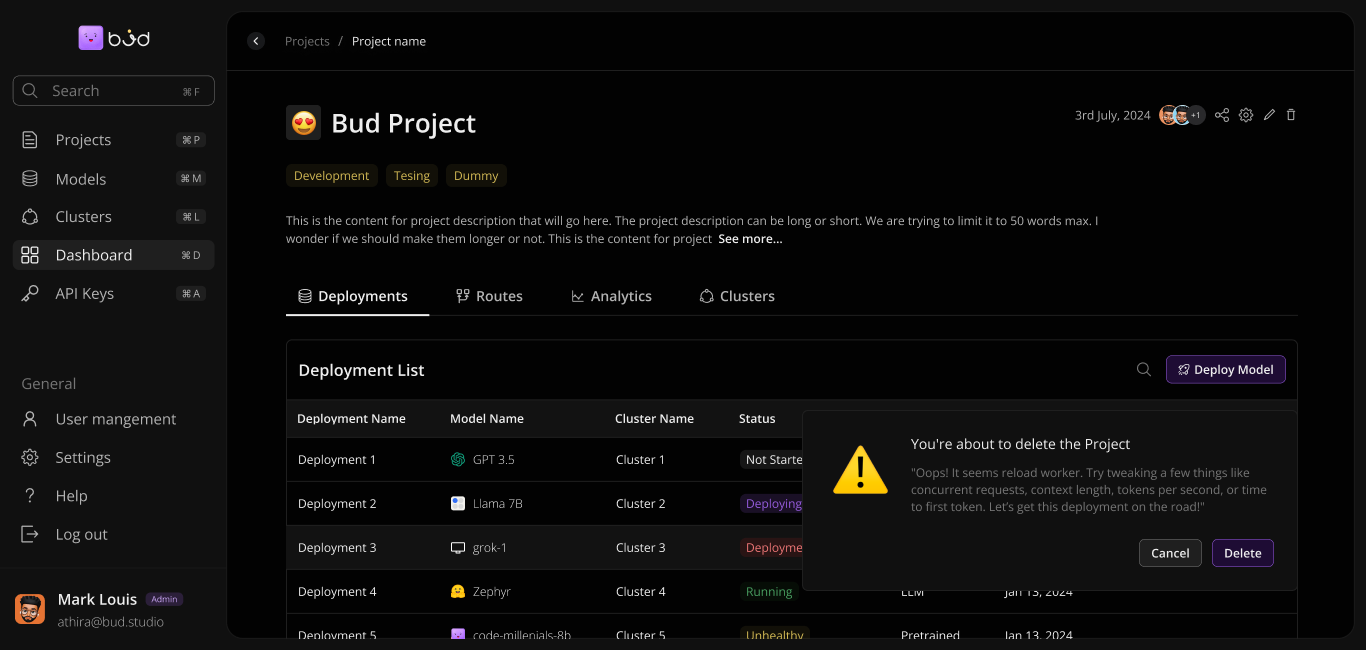 bud
Search ⌘ F
Projects ⌘ P
Models ⌘ M
Clusters ⌘ L
Dashboard ⌘ D
API Keys ⌘ A
General
User mangement
Settings
Help
Log out
Mark Louis Admin
athira@bud.studio
Projects / Project name
Bud Project
3rd July, 2024 +1
Development Tesing Dummy
This is the content for project description that will go here. The project description can be long or short. We are trying to limit it to 50 words max. I
wonder if we should make them longer or not. This is the content for project See more...
Deployments Routes Analytics Clusters
Deployment List
Deploy Model
Deployment Name Model Name Cluster Name Status
Deployment 1 GPT 3.5 Cluster 1 Not Starte
Deployment 2 Llama 7B Cluster 2 Deploying
Deployment 3 grok-1 Cluster 3 Deployme
Deployment 4 Zephyr Cluster 4 Running LLM Jan 13, 2024
Deployment 5 code-millenials-8b Cluster 5 Unhealthy Pretrained Jan 13, 2024
You're about to delete the Project
"Oops! It seems reload worker. Try tweaking a few things like
concurrent requests, context length, tokens per second, or time
to first token. Let's get this deployment on the road!"
Cancel Delete